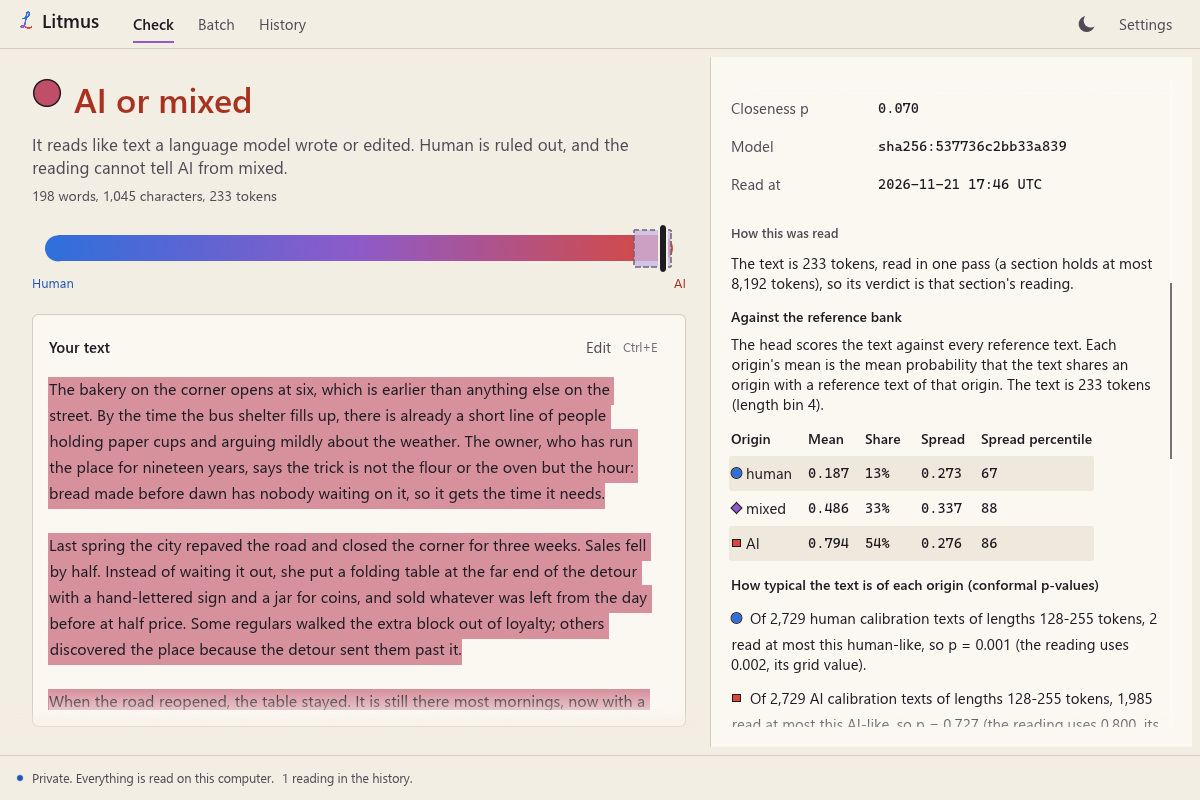 Litmus
Check
Batch
History
Settings
AI or mixed
It reads like text a language model wrote or edited. Human is ruled out, and the
reading cannot tell AI from mixed.
198 words, 1,045 characters, 233 tokens
Human
AI
Your text
Edit Ctrl+E
The bakery on the corner opens at six, which is earlier than anything else on the
street. By the time the bus shelter fills up, there is already a short line of people
holding paper cups and arguing mildly about the weather. The owner, who has run
the place for nineteen years, says the trick is not the flour or the oven but the hour:
bread made before dawn has nobody waiting on it, so it gets the time it needs.
Last spring the city repaved the road and closed the corner for three weeks. Sales fell
by half. Instead of waiting it out, she put a folding table at the far end of the detour
with a hand-lettered sign and a jar for coins, and sold whatever was left from the day
before at half price. Some regulars walked the extra block out of loyalty; others
discovered the place because the detour sent them past it.
When the road reopened, the table stayed. It is still there most mornings, now with a
Closeness p 0.070
Model sha256:537736c2bb33a839
Read at 2026-11-21 17:46 UTC
How this was read
The text is 233 tokens, read in one pass (a section holds at most
8,192 tokens), so its verdict is that section's reading.
Against the reference bank
The head scores the text against every reference text. Each
origin's mean is the mean probability that the text shares an
origin with a reference text of that origin. The text is 233 tokens
(length bin 4).
Origin Mean Share Spread Spread percentile
human 0.187 13% 0.273 67
mixed 0.486 33% 0.337 88
AI 0.794 54% 0.276 86
How typical the text is of each origin (conformal p-values)
Of 2,729 human calibration texts of lengths 128-255 tokens, 2
read at most this human-like, so p = 0.001 (the reading uses
0.002, its grid value).
Of 2,729 AI calibration texts of lengths 128-255 tokens, 1,985
read at most this AI-like, so p = 0.727 (the reading uses 0.800, its
Private. Everything is read on this computer. 1 reading in the history.